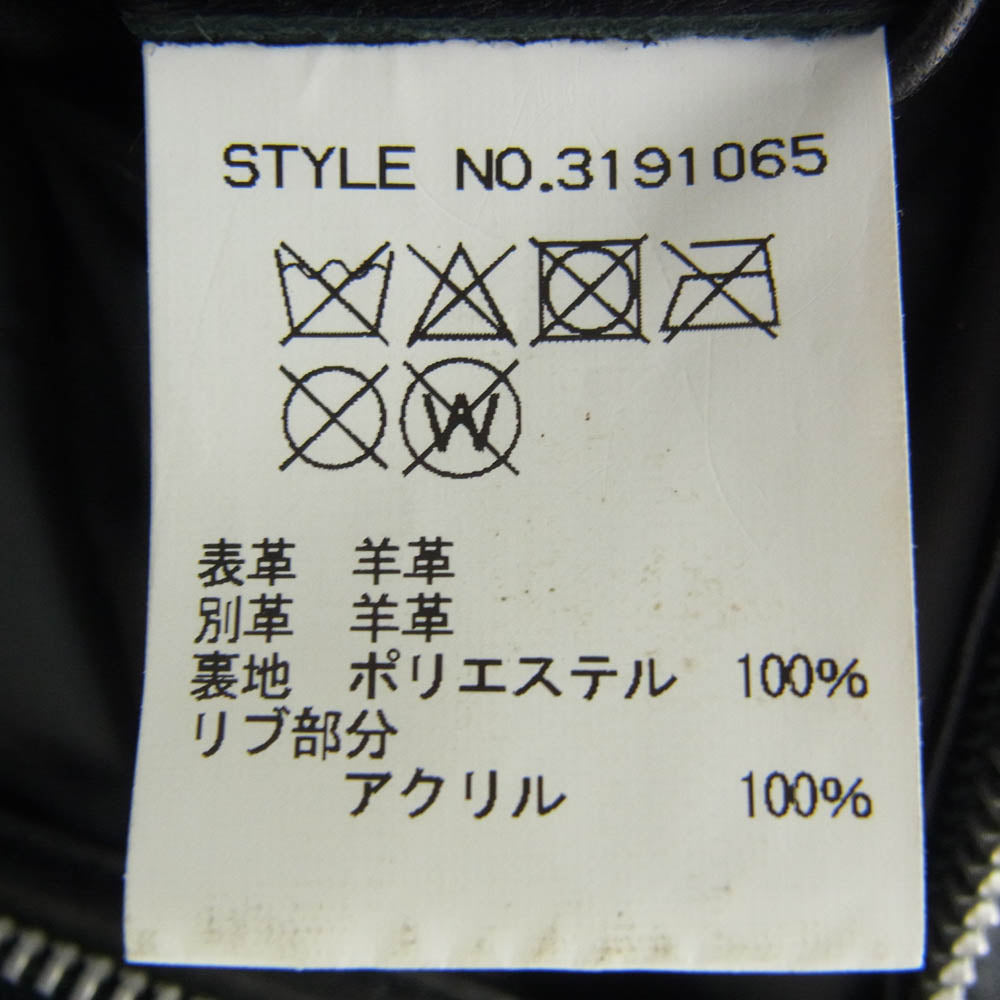 STYLE NO.3191065
W
表革 羊革
別革 羊革
裏地 ポリエステル 100%
リブ部分
アクリル 100%